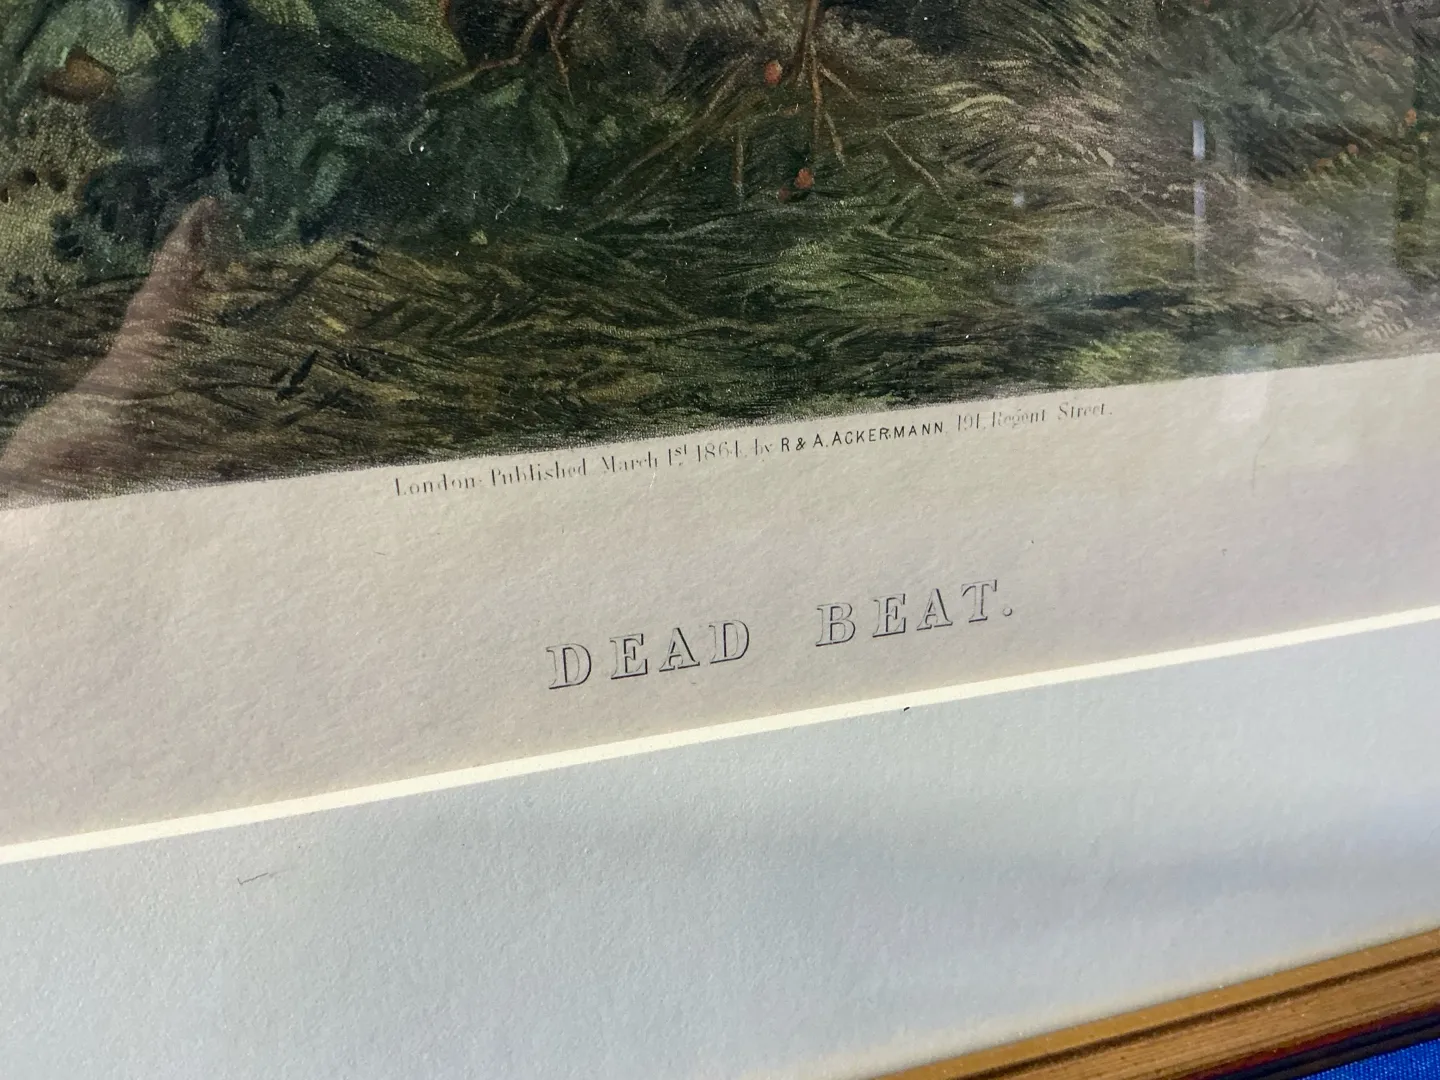 London: Published March 1st 1864, by R & A. ACKERMANN, 191, Regent Street.
DEAD BEAT.